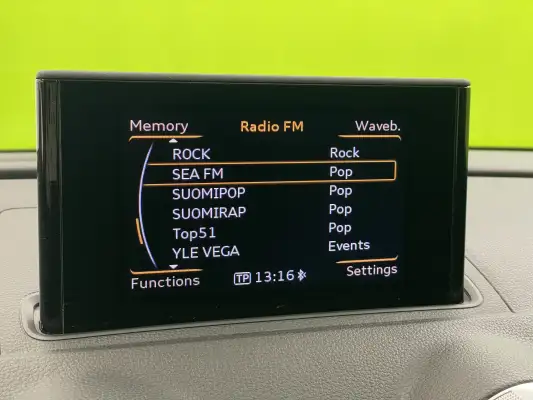 Memory Radio FM Waveb.
ROCK Rock
SEA FM Pop
SUOMIPOP Pop
SUOMIRAP Pop
Top51 Pop
YLE VEGA Events
Functions TP 13:16 Settings